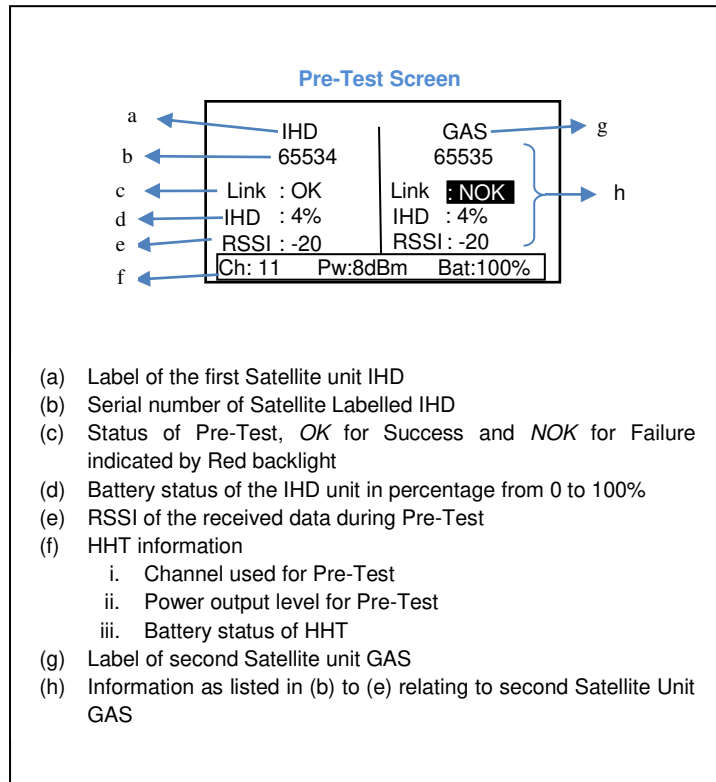 Pre-Test Screen
a
IHD
GAS
g
b
65534
65535
c
Link : OK
Link : NOK
h
d
IHD : 4%
IHD : 4%
e
RSSI : -20
RSSI : -20
f
Ch: 11 Pw:8dBm Bat:100%
(a) Label of the first Satellite unit IHD
(b) Serial number of Satellite Labelled IHD
(c) Status of Pre-Test, OK for Success and NOK for Failure
indicated by Red backlight
(d) Battery status of the IHD unit in percentage from 0 to 100%
(e) RSSI of the received data during Pre-Test
(f) HHT information
i. Channel used for Pre-Test
ii. Power output level for Pre-Test
iii. Battery status of HHT
(g) Label of second Satellite unit GAS
(h) Information as listed in (b) to (e) relating to second Satellite Unit
GAS